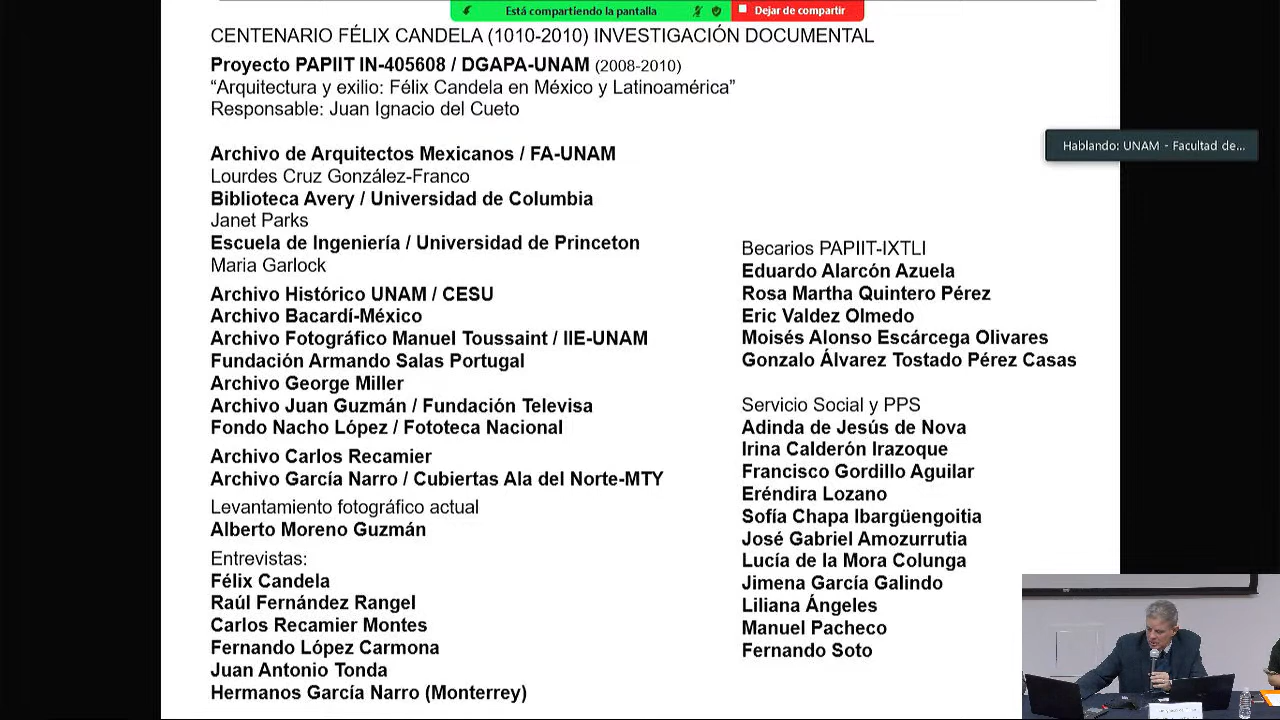 Está compartiendo la pantalla
Dejar de compartir
CENTENARIO FÉLIX CANDELA (1010-2010) INVESTIGACIÓN DOCUMENTAL
Proyecto PAPIIT IN-405608 / DGAPA-UNAM (2008-2010)
“Arquitectura y exilio: Félix Candela en México y Latinoamérica”
Responsable: Juan Ignacio del Cueto
Archivo de Arquitectos Mexicanos / FA-UNAM
Lourdes Cruz González-Franco
Biblioteca Avery / Universidad de Columbia
Janet Parks
Escuela de Ingeniería / Universidad de Princeton
Maria Garlock
Archivo Histórico UNAM / CESU
Archivo Bacardí-México
Archivo Fotográfico Manuel Toussaint / IIE-UNAM
Fundación Armando Salas Portugal
Archivo George Miller
Archivo Juan Guzmán / Fundación Televisa
Fondo Nacho López / Fototeca Nacional
Archivo Carlos Recamier
Archivo García Narro / Cubiertas Ala del Norte-MTY
Levantamiento fotográfico actual
Alberto Moreno Guzmán
Entrevistas:
Félix Candela
Raúl Fernández Rangel
Carlos Recamier Montes
Fernando López Carmona
Juan Antonio Tonda
Hermanos García Narro (Monterrey)
Hablando: UNAM - Facultad de...
Becarios PAPIIT-IXTLI
Eduardo Alarcón Azuela
Rosa Martha Quintero Pérez
Eric Valdez Olmedo
Moisés Alonso Escárcega Olivares
Gonzalo Álvarez Tostado Pérez Casas
Servicio Social y PPS
Adinda de Jesús de Nova
Irina Calderón Irazoque
Francisco Gordillo Aguilar
Eréndira Lozano
Sofía Chapa Ibargüengoitia
José Gabriel Amozurrutia
Lucía de la Mora Colunga
Jimena García Galindo
Liliana Ángeles
Manuel Pacheco
Fernando Soto